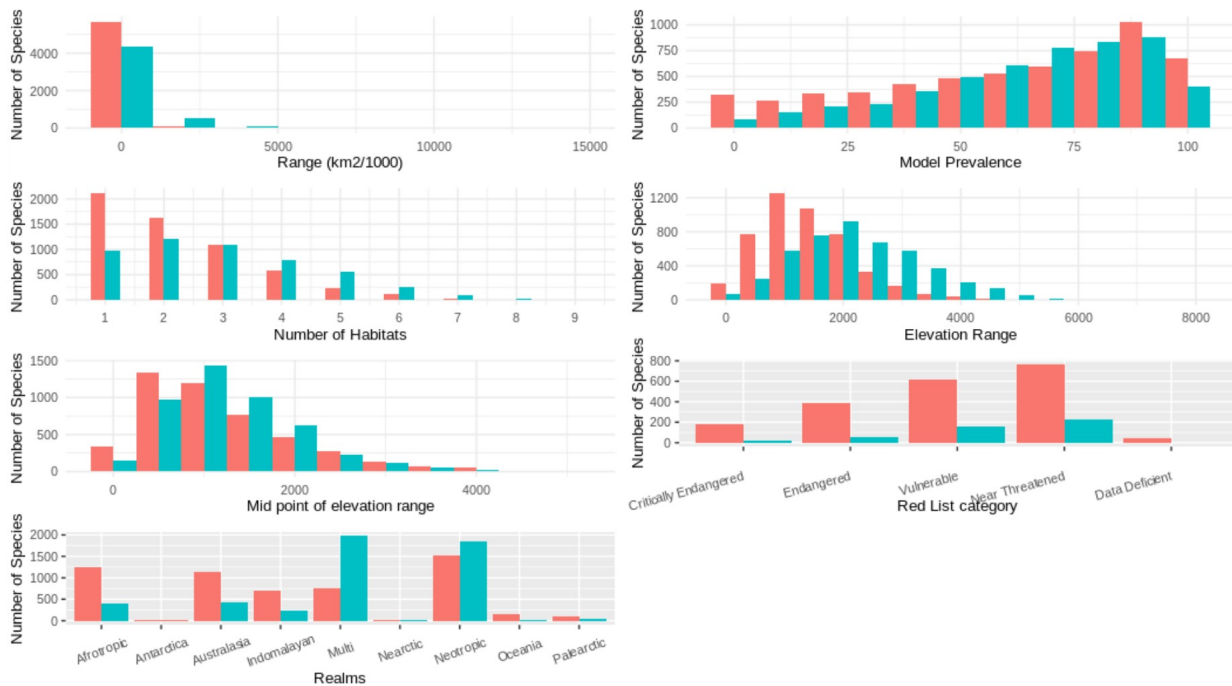 Number of Species
4000
2000
0
0
5000
10000
15000
Range (km2/1000)
Number of Species
1000
750
500
250
0
0
25
50
75
100
Model Prevalence
Number of Species
2000
1500
1000
500
0
1
2
3
4
5
6
7
8
9
Number of Habitats
Number of Species
1200
800
400
0
0
2000
4000
6000
8000
Elevation Range
Number of Species
1500
1000
500
0
0
2000
4000
Mid point of elevation range
Number of Species
800
600
400
200
0
Critically Endangered
Endangered
Vulnerable
Near Threatened
Data Deficient
Red List category
Number of Species
2000
1500
1000
500
0
Afrotropic
Antarctica
Australasia
Indomalayan
Multi
Nearctic
Neotropic
Oceania
Palearctic
Realms